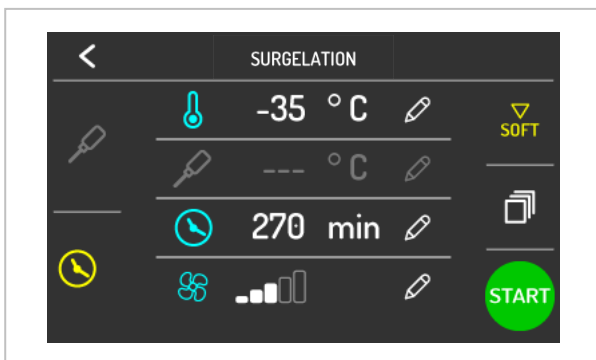 SURGELATION
-35 °C
SOFT
--- °C
270 min
START